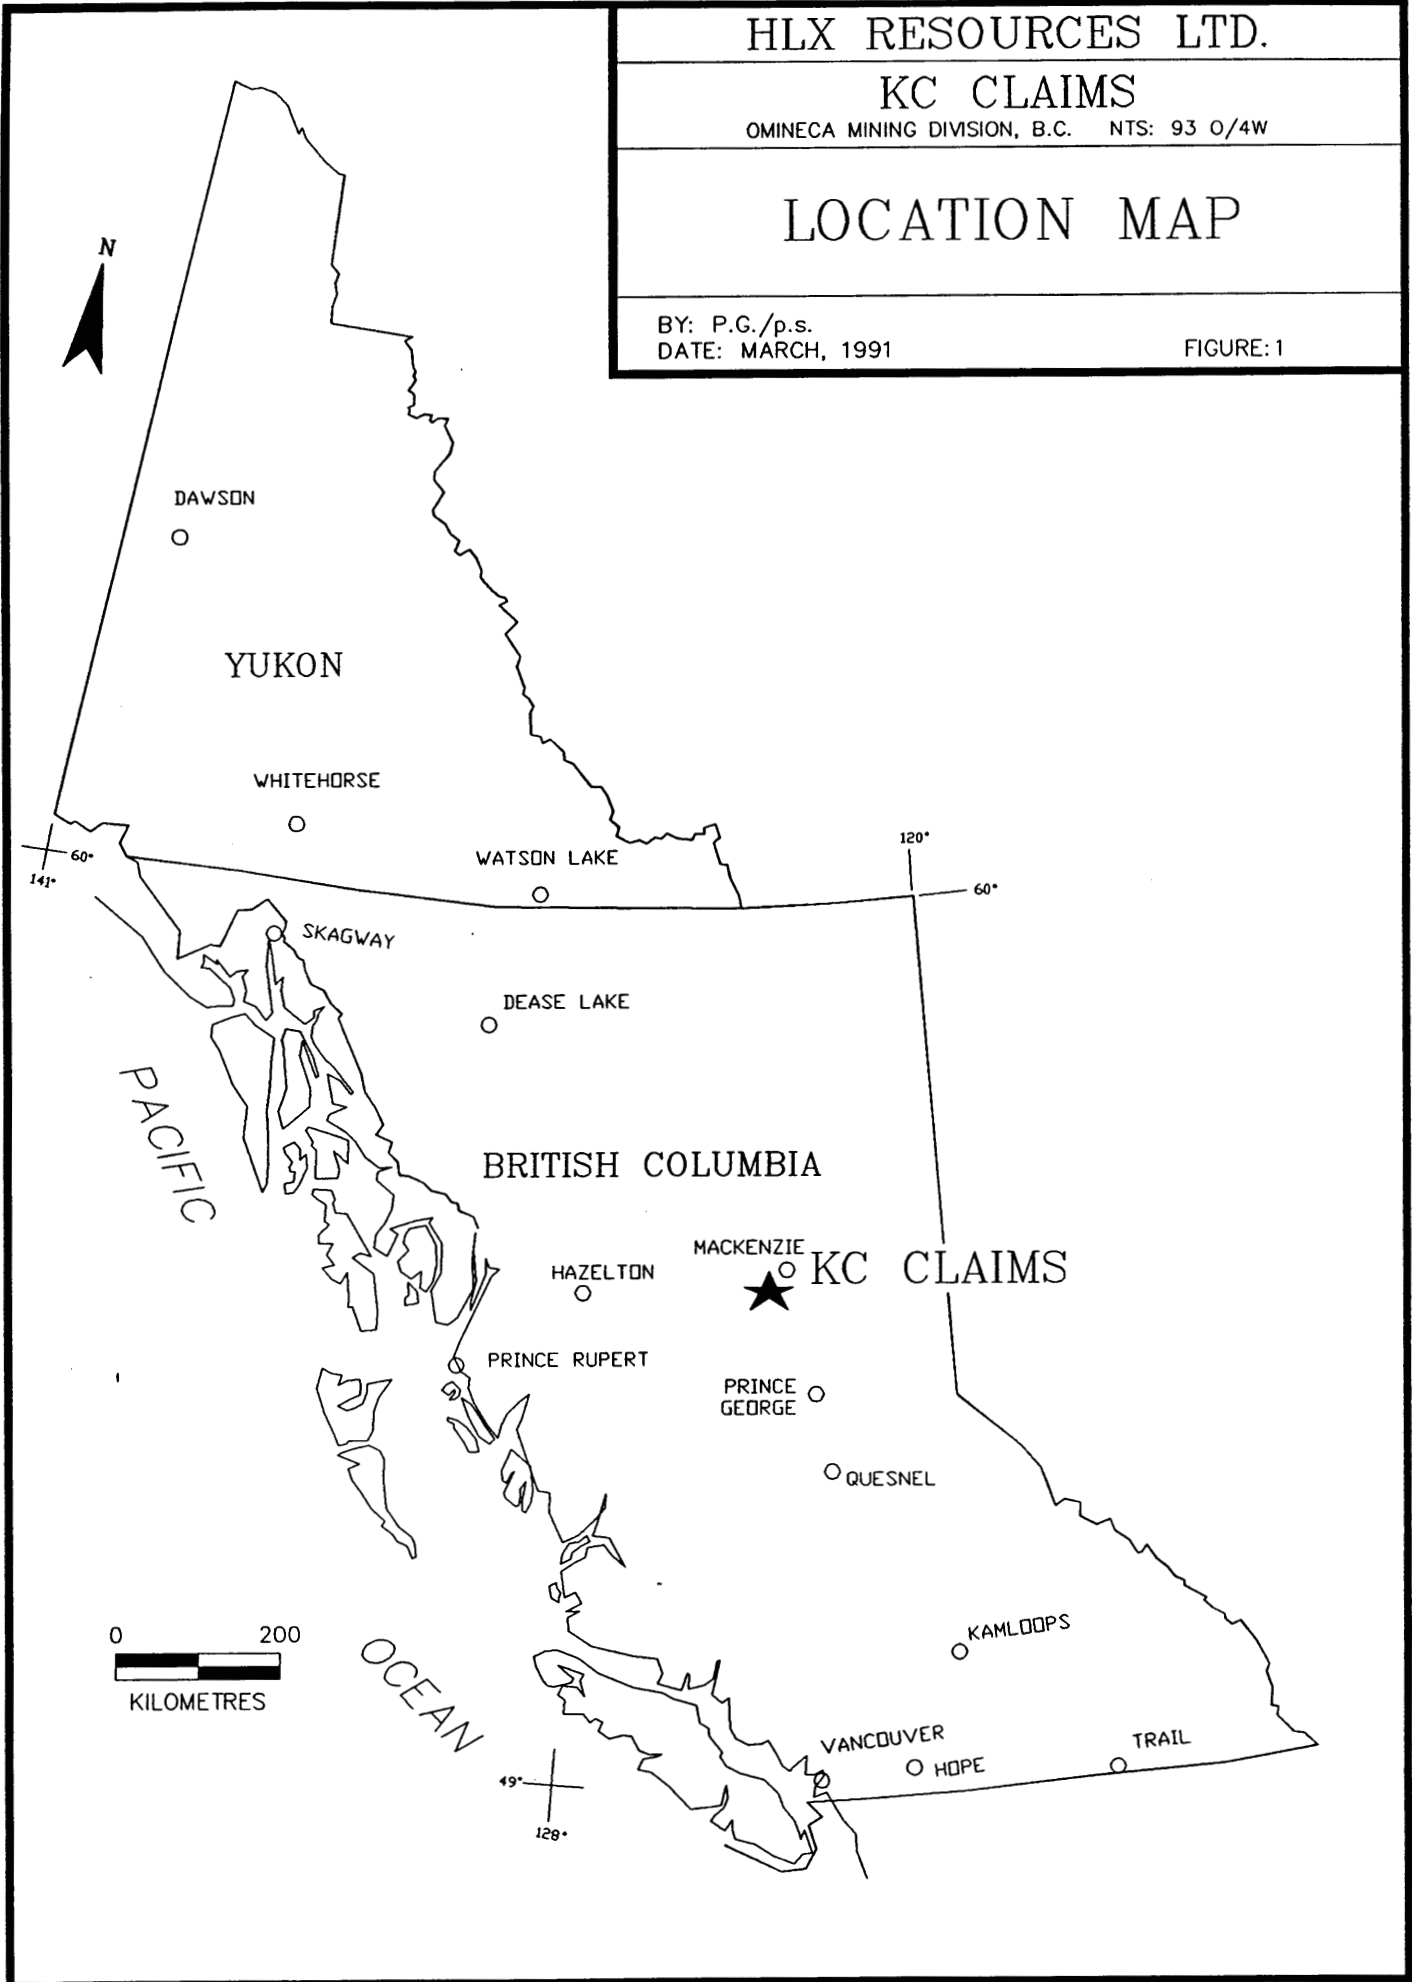 HLX RESOURCES LTD.
KC CLAIMS
OMINECA MINING DIVISION, B.C. NTS: 93 O/4W
LOCATION MAP
BY: P.G./p.s.
DATE: MARCH, 1991
FIGURE: 1
N
DAWSON
YUKON
WHITEHORSE
60°
141°
WATSON LAKE
120°
60°
SKAGWAY
DEASE LAKE
PACIFIC
BRITISH COLUMBIA
MACKENZIE
KC CLAIMS
HAZELTON
PRINCE RUPERT
PRINCE
GEORGE
QUESNEL
KAMLOOPS
0 200
KILOMETRES
OCEAN
VANCOUVER
HOPE
TRAIL
49°
128°